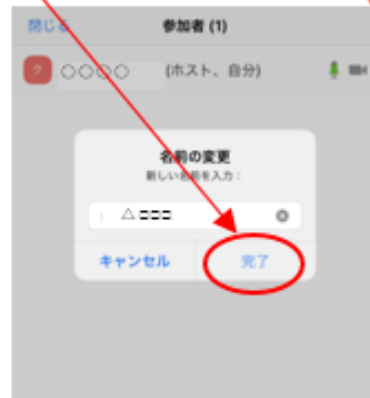 閉じる 参加者 (1)
ク ○○○○ (ホスト、自分)
名前の変更
新しい名前を入力:
△□□□
キャンセル 完了